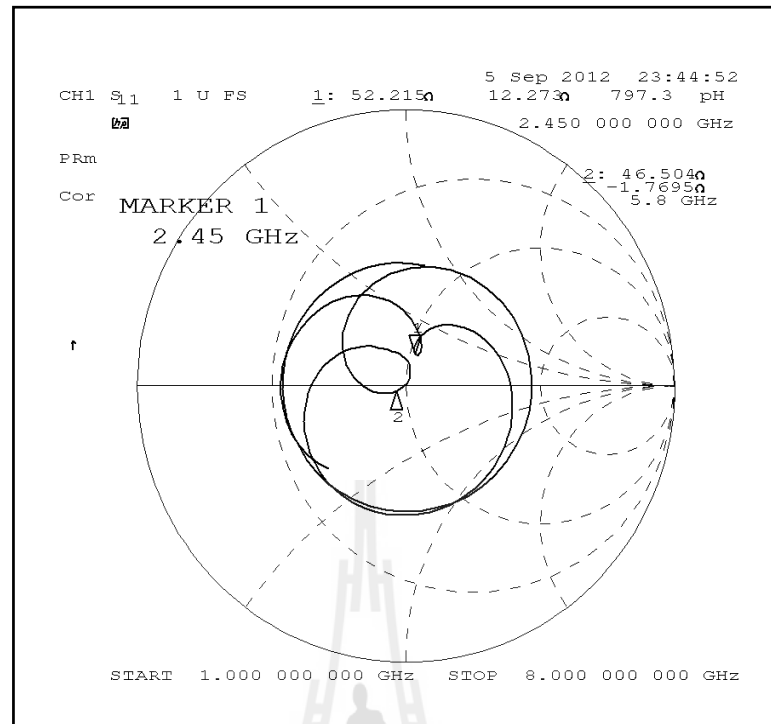 5 Sep 2012 23:44:52
CH1 S11 1 U FS 1: 52.215Ω 12.273Ω 797.3 pH
hp 2.450 000 000 GHz
PRm
2: 46.504Ω
-1.7695Ω
Cor 5.8 GHz
MARKER 1
2.45 GHz
↑
1
2
START 1.000 000 000 GHz STOP 8.000 000 000 GHz